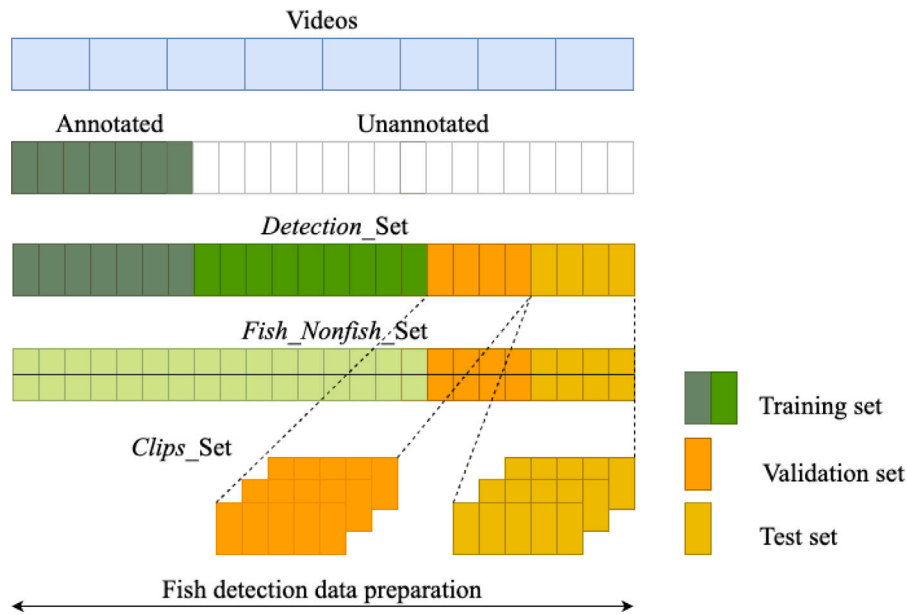 Videos
Annotated
Unannotated
Detection_Set
Fish_Nonfish_Set
Clips_Set
Training set
Validation set
Test set
Fish detection data preparation